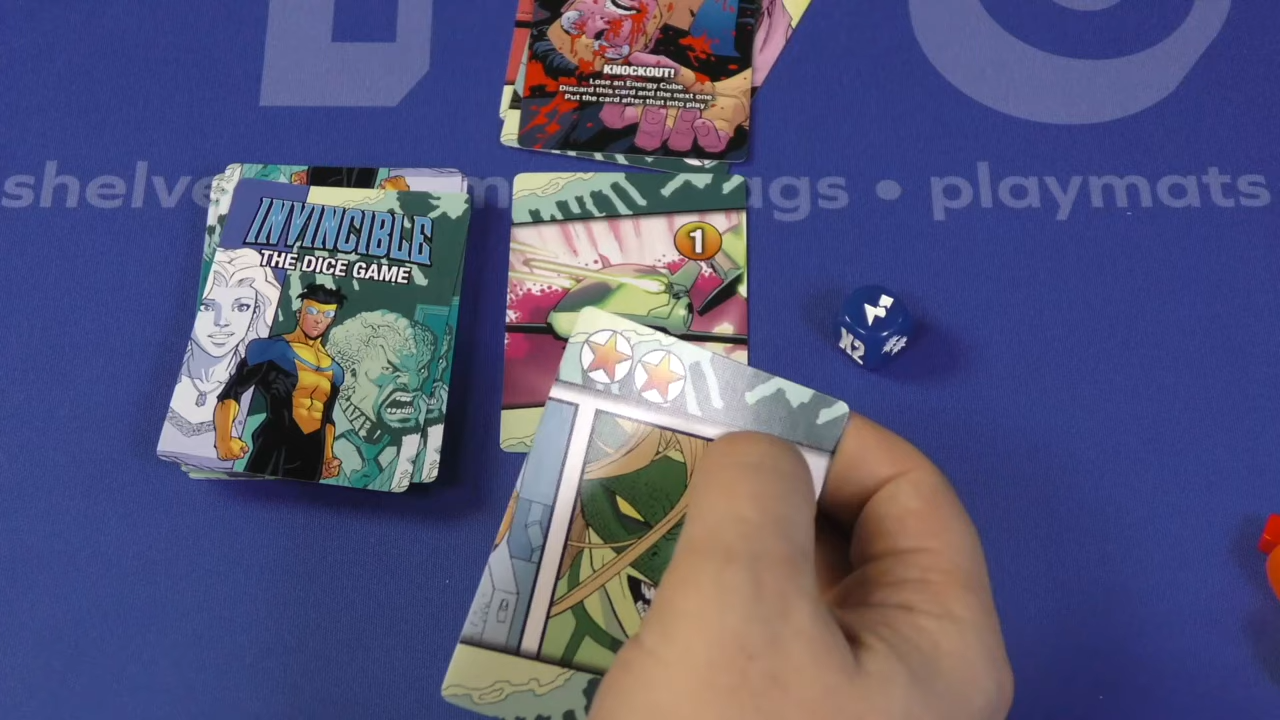 KNOCKOUT!
Lose an Energy Cube.
Discard this card and the next one.
Put the card after that into play.
shelve
ags • playmats
INVINCIBLE
THE DICE GAME
1
X2
#